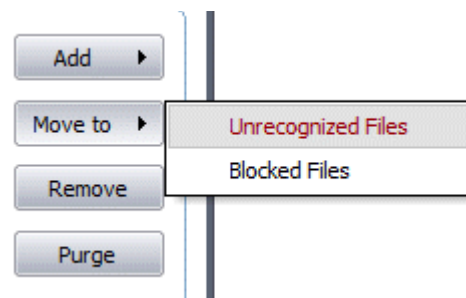 Add
Move to
Unrecognized Files
Blocked Files
Remove
Purge